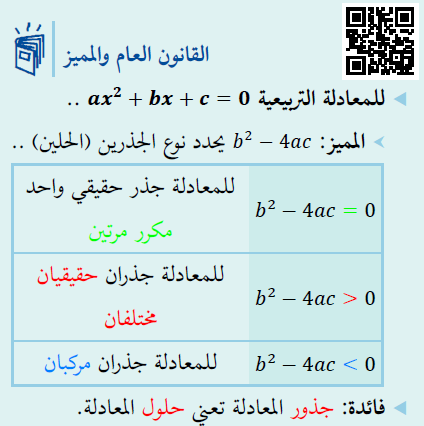 القانون العام والمميز
للمعادلة التربيعية ax² + bx + c = 0 ..
المميز: b² − 4ac يحدد نوع الجذرين (الحلين) ..
b² − 4ac = 0 للمعادلة جذر حقيقي واحد
مكرر مرتين
b² − 4ac > 0 للمعادلة جذران حقيقيان
مختلفان
b² − 4ac < 0 للمعادلة جذران مركبان
فائدة: جذور المعادلة تعني حلول المعادلة.